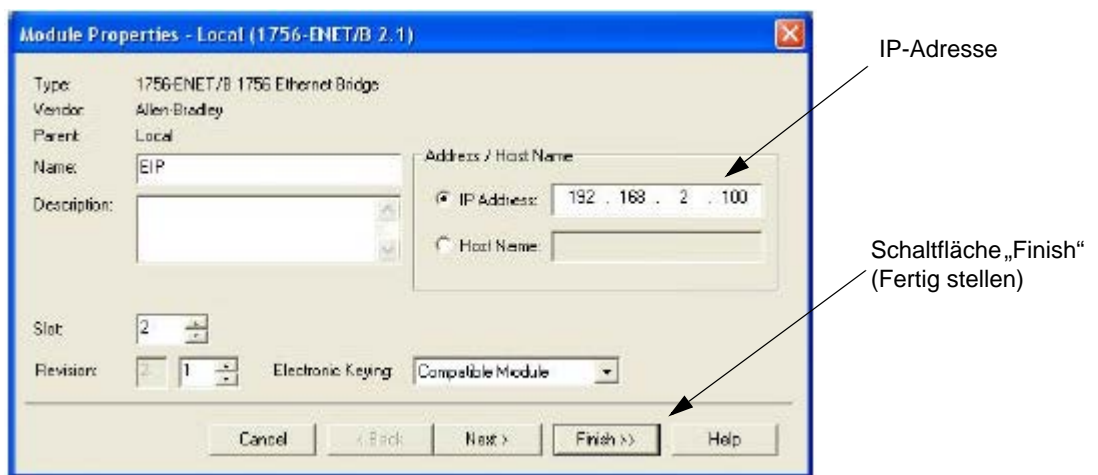 Module Properties - Local (1756-ENET/B 2.1)
IP-Adresse
Type: 1756-ENET/B 1756 Ethernet Bridge
Vendor: Allen-Bradley
Parent: Local
Name: EIP
Address / Host Name
Description:
IP Address: 192 . 168 . 2 . 100
Host Name:
Schaltfläche „Finish“
(Fertig stellen)
Slot: 2
Revision: 2 1 Electronic Keying: Compatible Module
Cancel < Back Next > Finish >> Help